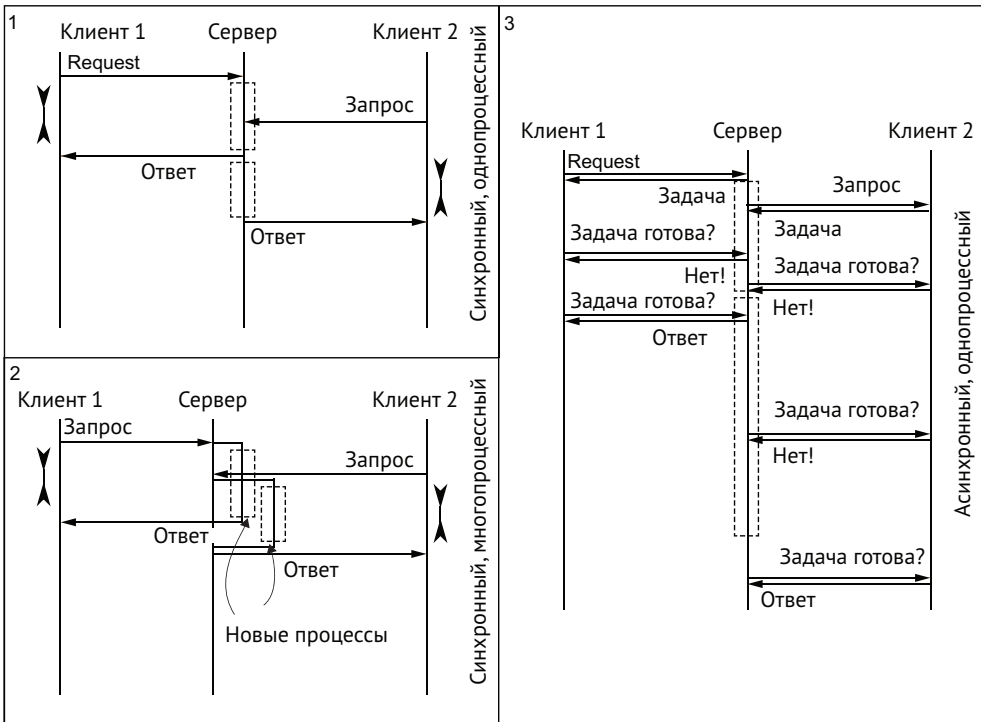 1
Клиент 1 Сервер Клиент 2
Request
Запрос
Ответ
Ответ
Синхронный, однопроцессный
2
Клиент 1 Сервер Клиент 2
Запрос
Запрос
Ответ
Ответ
Новые процессы
Синхронный, многопроцессный
3
Клиент 1 Сервер Клиент 2
Request
Задача
Запрос
Задача
Задача готова?
Нет!
Задача готова?
Нет!
Задача готова?
Ответ
Задача готова?
Нет!
Задача готова?
Ответ
Асинхронный, однопроцессный